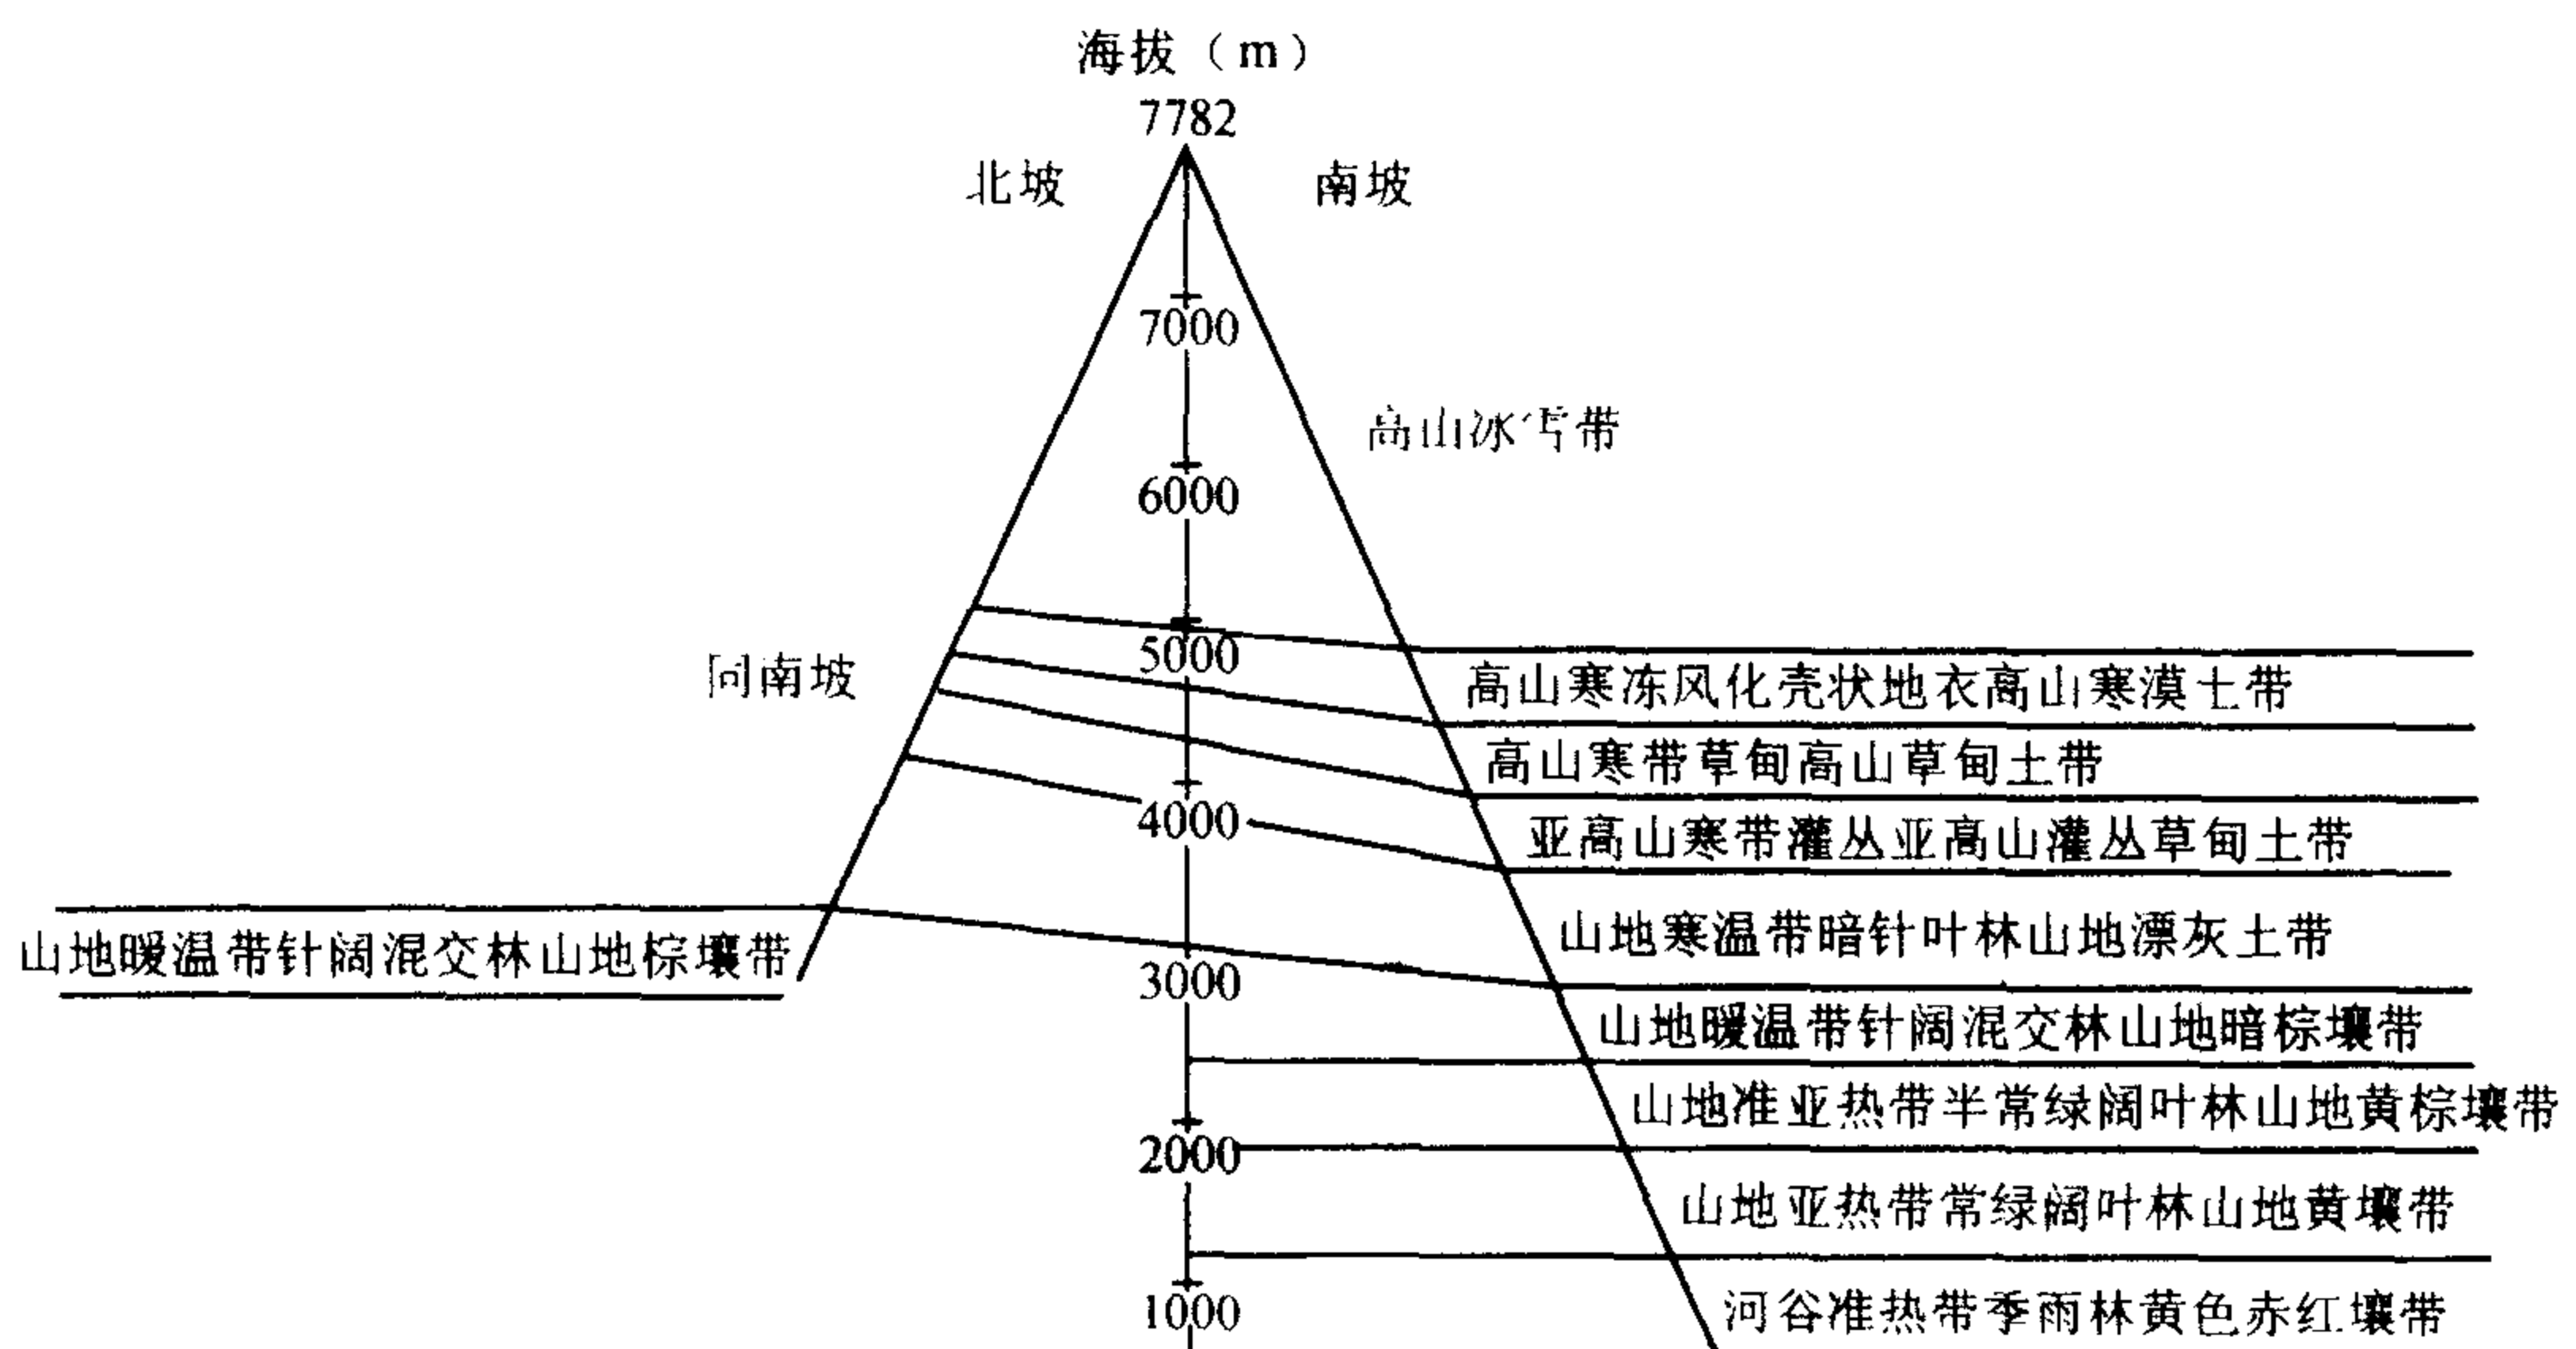 海拔（m）
7782
北坡
南坡
7000
高山冰雪带
6000
5000
同南坡
高山寒冻风化壳状地衣高山寒漠土带
高山寒带草甸高山草甸土带
4000
亚高山寒带灌丛亚高山灌丛草甸土带
山地寒温带暗针叶林山地漂灰土带
山地暖温带针阔混交林山地棕壤带
3000
山地暖温带针阔混交林山地暗棕壤带
山地准亚热带半常绿阔叶林山地黄棕壤带
2000
山地亚热带常绿阔叶林山地黄壤带
1000
河谷准热带季雨林黄色赤红壤带